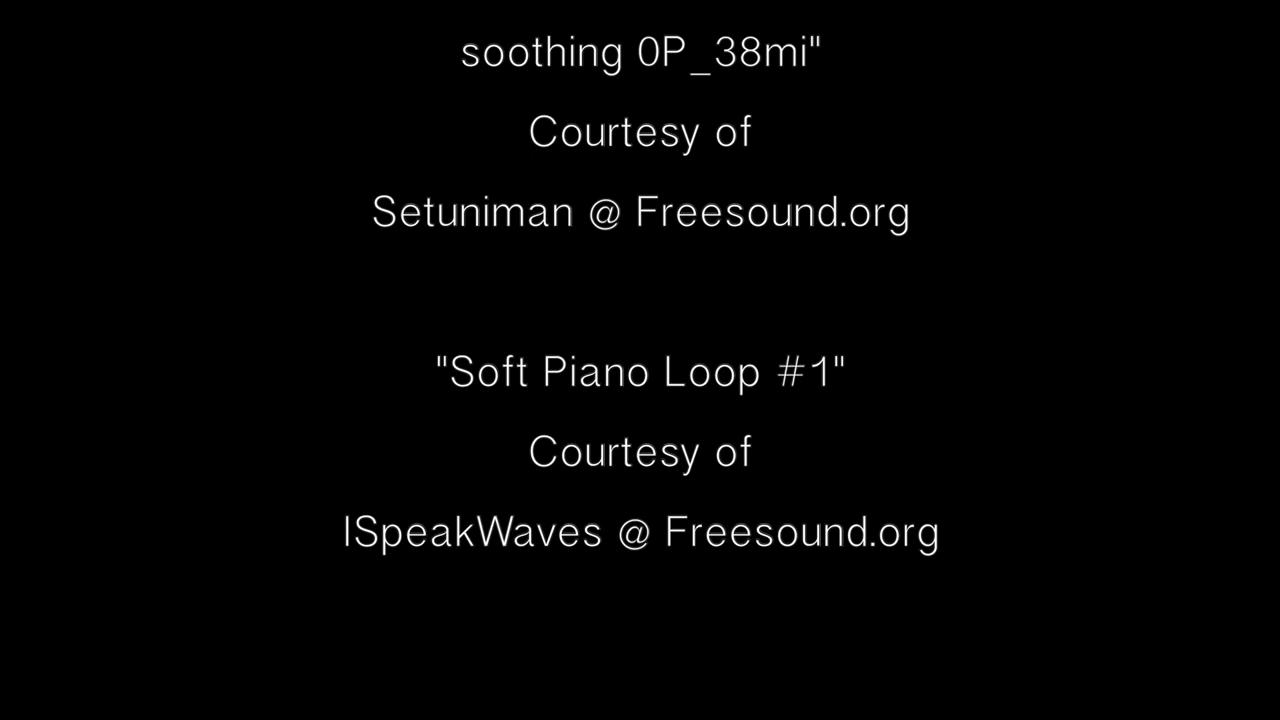 soothing 0P_38mi"
Courtesy of
Setuniman @ Freesound.org
"Soft Piano Loop #1"
Courtesy of
ISpeakWaves @ Freesound.org